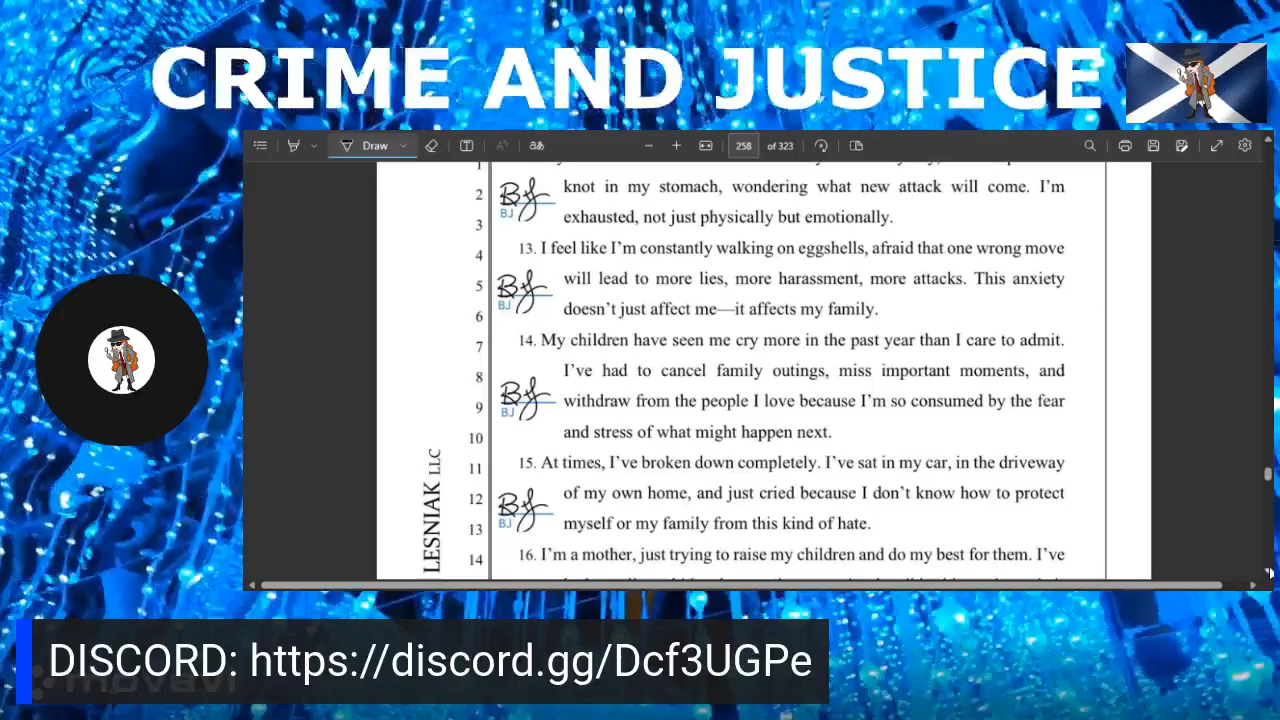 CRIME AND JUSTICE
Draw
258 of 323
1
2 knot in my stomach, wondering what new attack will come. I'm
BJ
3 exhausted, not just physically but emotionally.
4 13. I feel like I'm constantly walking on eggshells, afraid that one wrong move
5 will lead to more lies, more harassment, more attacks. This anxiety
BJ
6 doesn't just affect me—it affects my family.
7 14. My children have seen me cry more in the past year than I care to admit.
8 I've had to cancel family outings, miss important moments, and
9 withdraw from the people I love because I'm so consumed by the fear
BJ
10 and stress of what might happen next.
11 15. At times, I've broken down completely. I've sat in my car, in the driveway
12 of my own home, and just cried because I don't know how to protect
13 myself or my family from this kind of hate.
BJ
14 16. I'm a mother, just trying to raise my children and do my best for them. I've
LESNIAK LLC
DISCORD: https://discord.gg/Dcf3UGPe